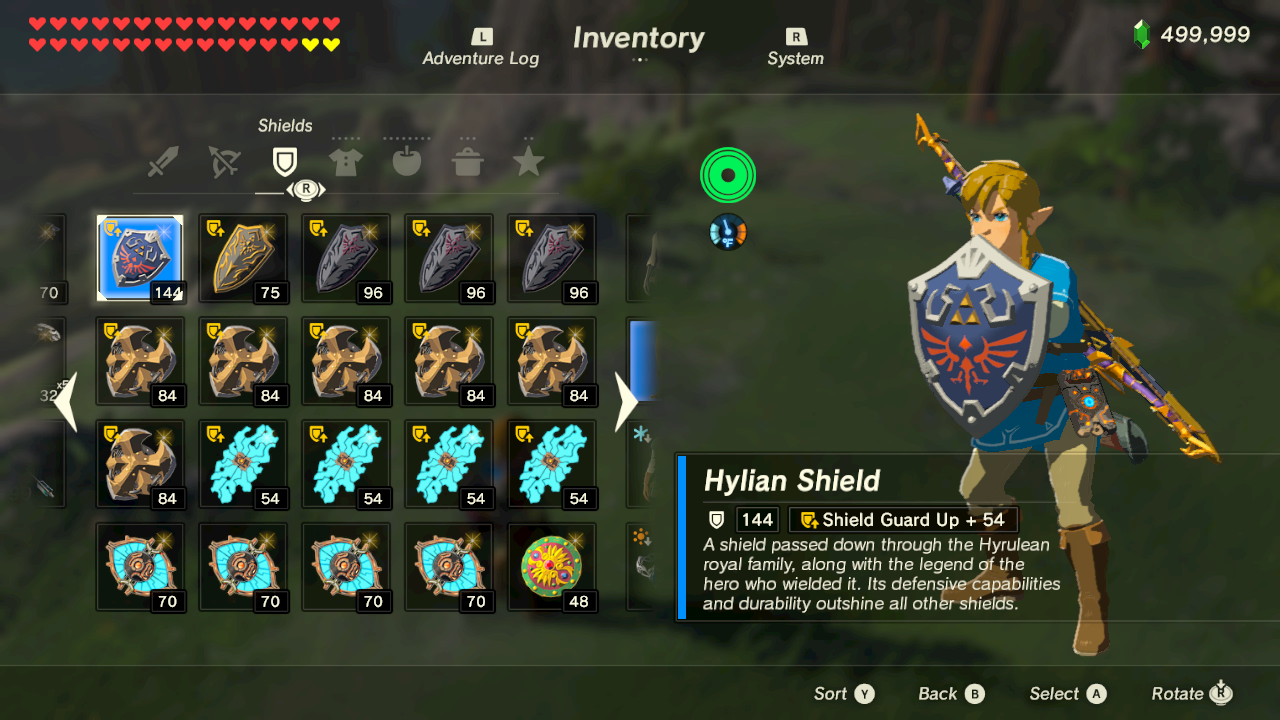 L
Inventory
R
499,999
Adventure Log
System
Shields
R
70
144
75
96
96
96
32
x5
84
84
84
84
84
84
54
54
54
54
70
70
70
70
48
°F
Hylian Shield
144
Shield Guard Up + 54
A shield passed down through the Hyrulean
royal family, along with the legend of the
hero who wielded it. Its defensive capabilities
and durability outshine all other shields.
Sort Y
Back B
Select A
Rotate R